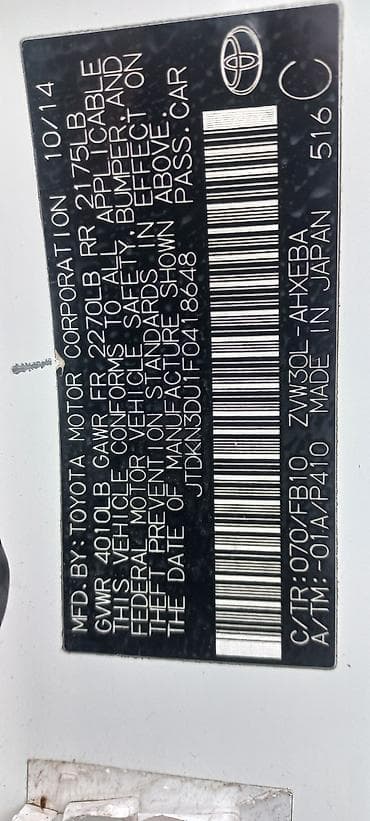 MFD. BY: TOYOTA MOTOR CORPORATION 10/14
GVWR 4010LB GAWR FR 2270LB RR 2175LB
THIS VEHICLE CONFORMS TO ALL APPLICABLE
FEDERAL MOTOR VEHICLE SAFETY, BUMPER, AND
THEFT PREVENTION STANDARDS IN EFFECT ON
THE DATE OF MANUFACTURE SHOWN ABOVE.
JTDKN3DU1F0418648 PASS. CAR
C/TR: 070/FB10 ZVW30L-AHXEBA
A/TM: -01A/P410 MADE IN JAPAN 516 C